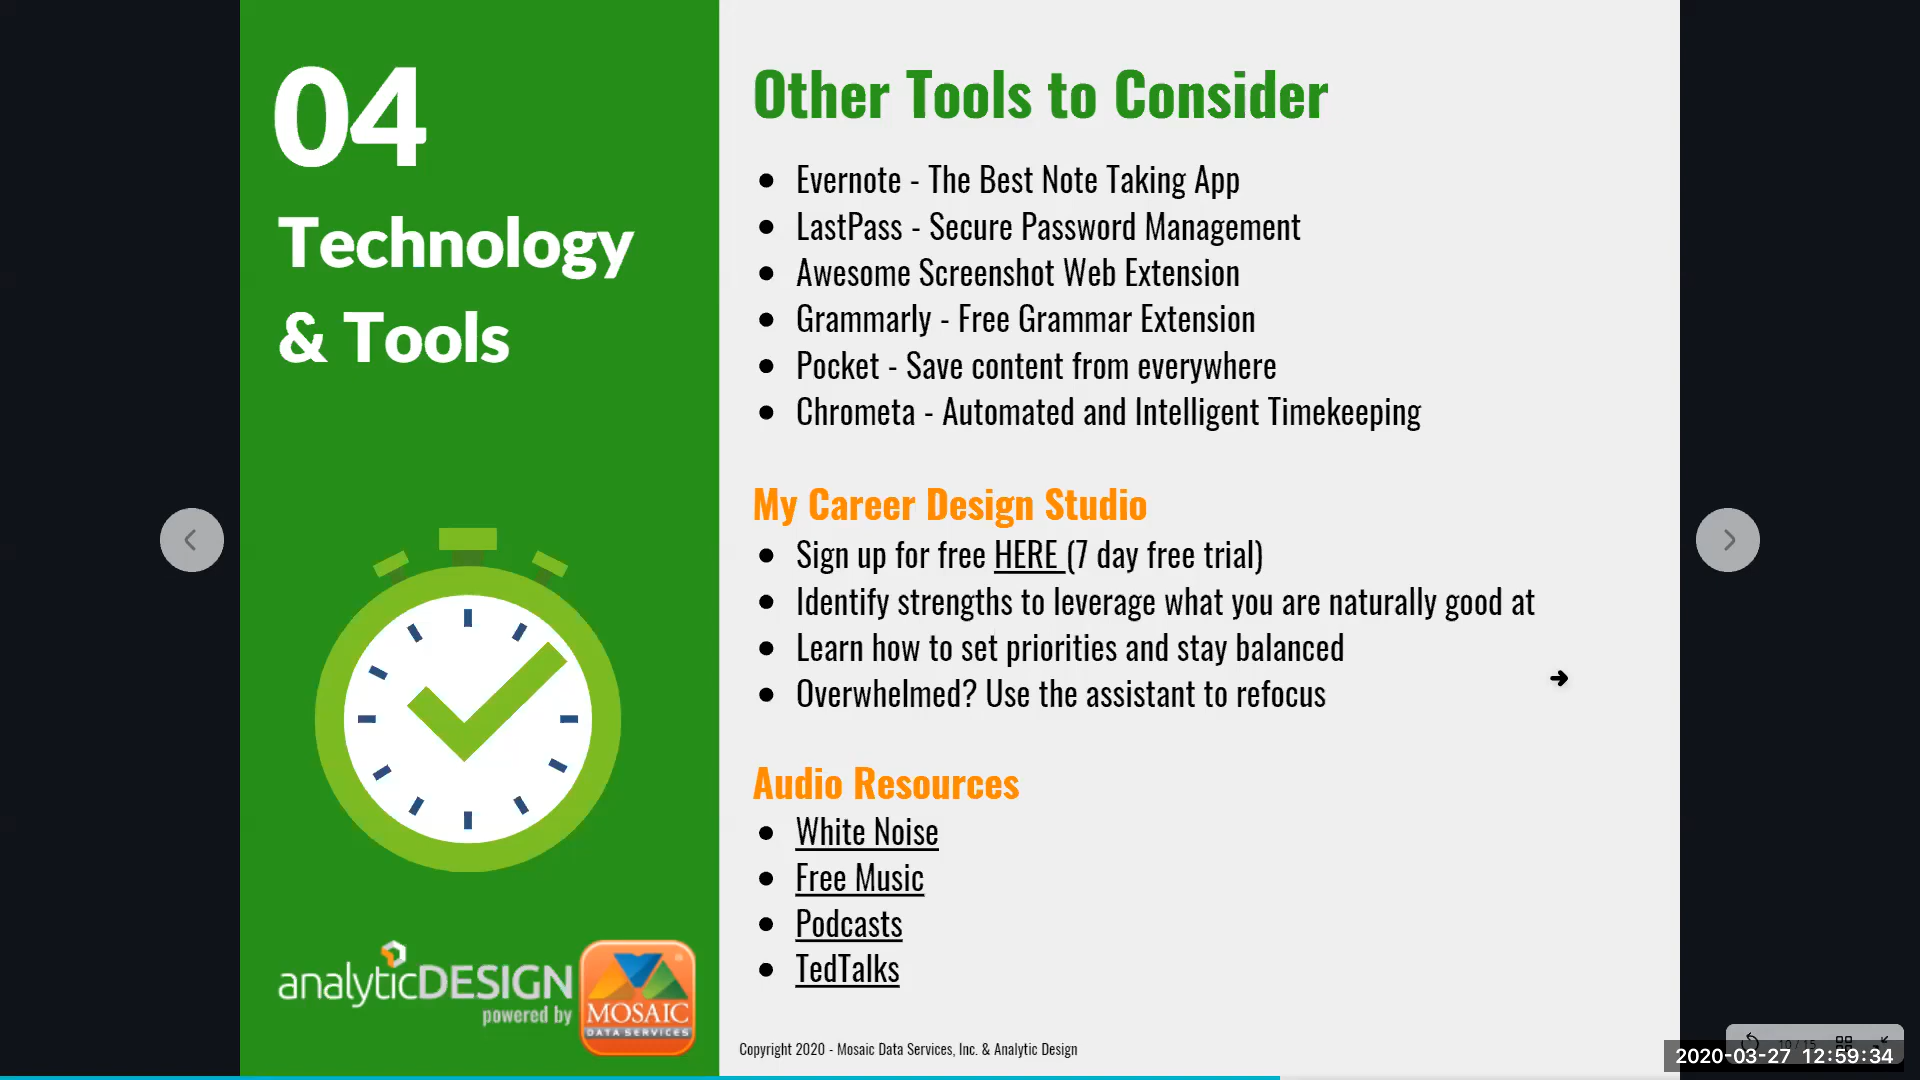 04
Technology
& Tools
analyticDESIGN
powered by
MOSAIC
DATA SERVICES
Other Tools to Consider
Evernote - The Best Note Taking App
LastPass - Secure Password Management
Awesome Screenshot Web Extension
Grammarly - Free Grammar Extension
Pocket - Save content from everywhere
Chrometa - Automated and Intelligent Timekeeping
My Career Design Studio
Sign up for free HERE (7 day free trial)
Identify strengths to leverage what you are naturally good at
Learn how to set priorities and stay balanced
Overwhelmed? Use the assistant to refocus
Audio Resources
White Noise
Free Music
Podcasts
TedTalks
Copyright 2020 - Mosaic Data Services, Inc. & Analytic Design
10 / 15
2020-03-27 12:59:34